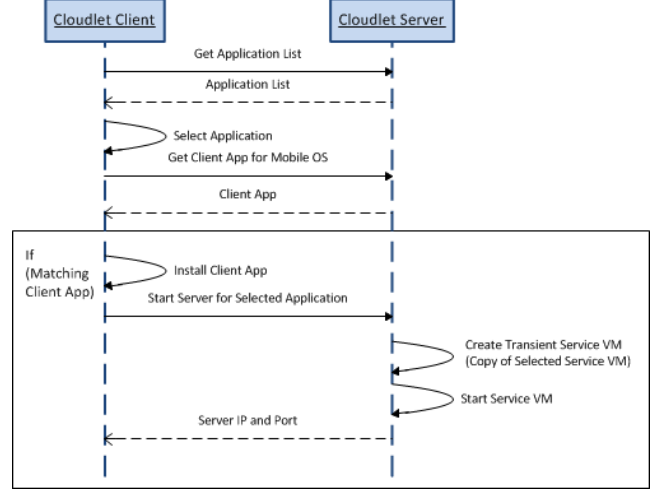 Cloudlet Client
Cloudlet Server
Get Application List
Application List
Select Application
Get Client App for Mobile OS
Client App
If
(Matching
Client App)
Install Client App
Start Server for Selected Application
Create Transient Service VM
(Copy of Selected Service VM)
Start Service VM
Server IP and Port